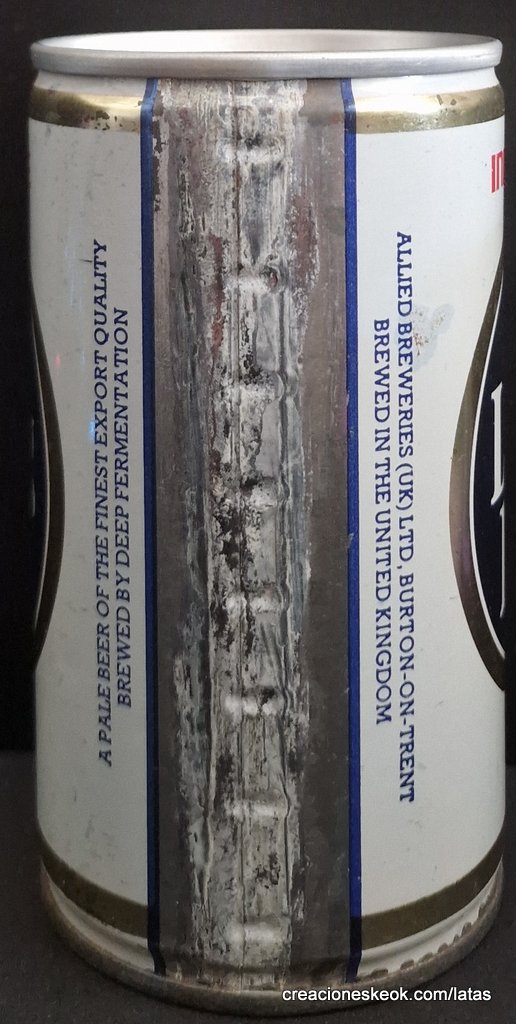 A PALE BEER OF THE FINEST EXPORT QUALITY
BREWED BY DEEP FERMENTATION
ALLIED BREWERIES (UK) LTD, BURTON-ON-TRENT
BREWED IN THE UNITED KINGDOM
creacioneskeok.com/latas